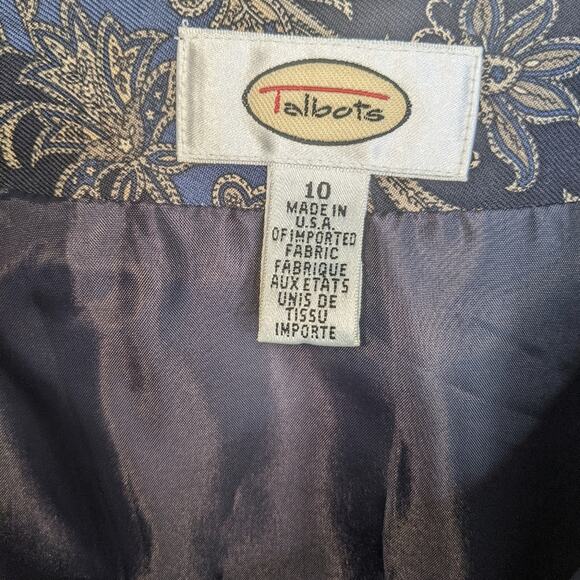 Talbots
10
MADE IN
U.S.A.
OF IMPORTED
FABRIC
FABRIQUE
AUX ETATS
UNIS DE
TISSU
IMPORTE